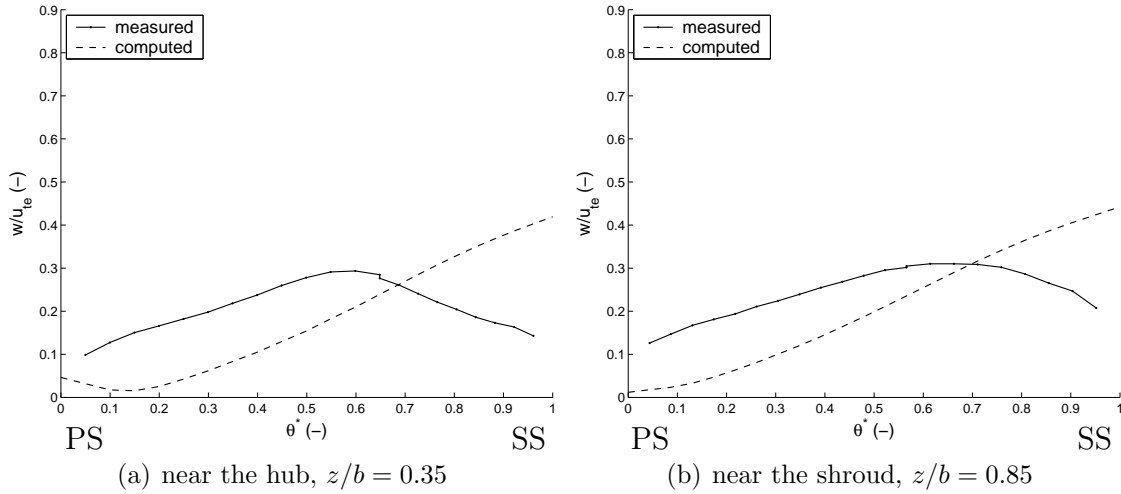 measured
computed
0.9
0.8
0.7
0.6
0.5
0.4
0.3
0.2
0.1
0
w/u_te (–)
0 0.1 0.2 0.3 0.4 0.5 0.6 0.7 0.8 0.9 1
θ* (–)
PS SS
(a) near the hub, z/b = 0.35
measured
computed
0.9
0.8
0.7
0.6
0.5
0.4
0.3
0.2
0.1
0
w/u_te (–)
0 0.1 0.2 0.3 0.4 0.5 0.6 0.7 0.8 0.9 1
θ* (–)
PS SS
(b) near the shroud, z/b = 0.85